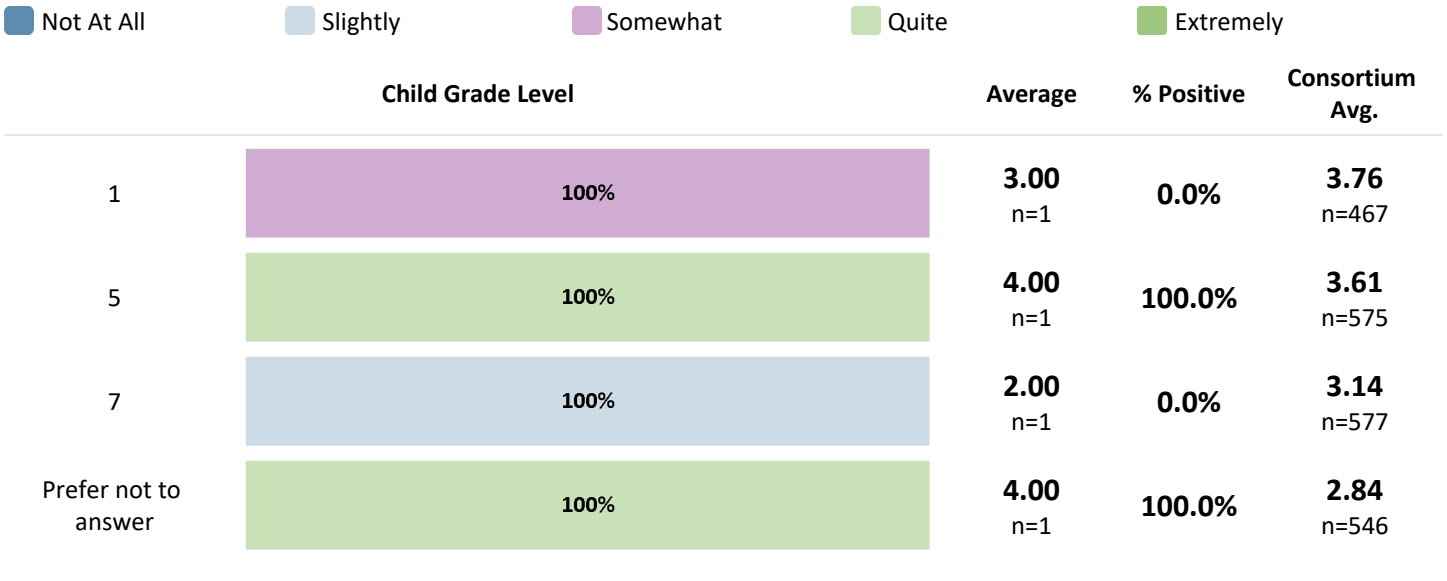 Not At All Slightly Somewhat Quite Extremely
Child Grade Level Average % Positive Consortium Avg.
1 100% 3.00 0.0% 3.76
n=1 n=467
5 100% 4.00 100.0% 3.61
n=1 n=575
7 100% 2.00 0.0% 3.14
n=1 n=577
Prefer not to answer 100% 4.00 100.0% 2.84
n=1 n=546